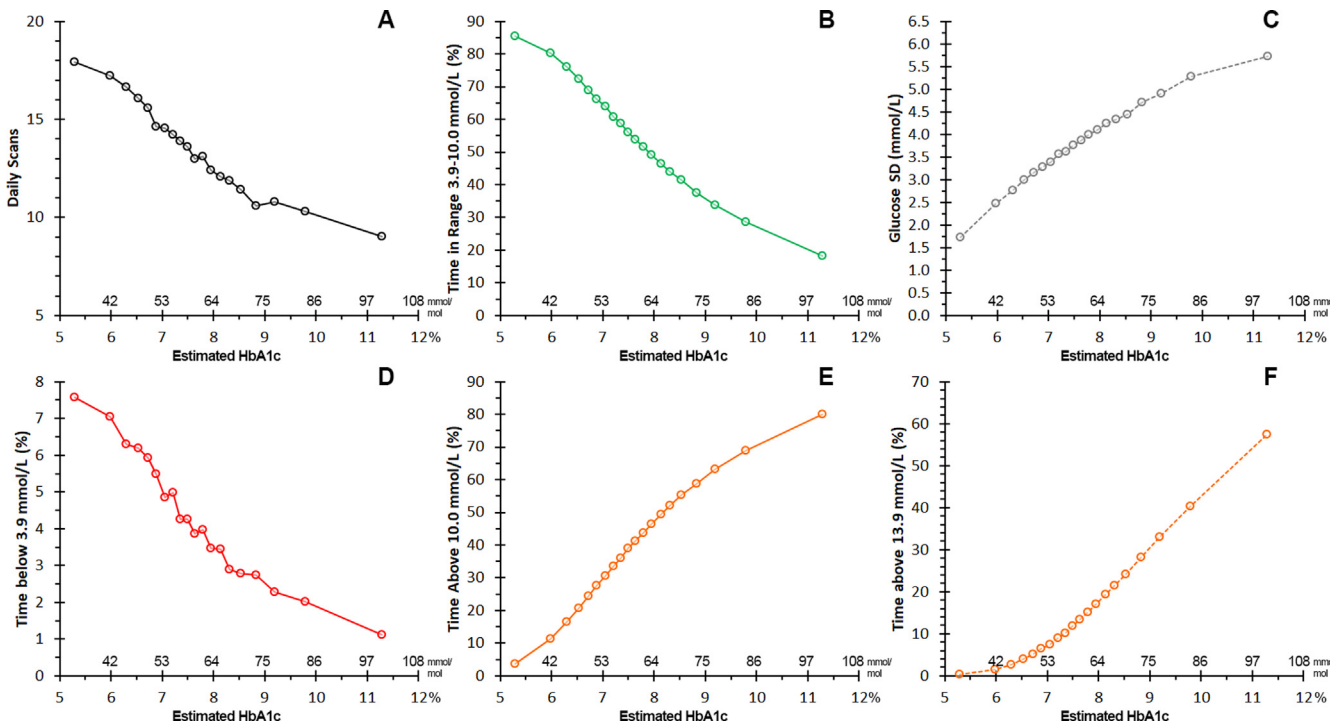 A
Daily Scans
20
15
10
5
42 53 64 75 86 97 108 mmol/
mol
5 6 7 8 9 10 11 12%
Estimated HbA1c
B
Time in Range 3.9-10.0 mmol/L (%)
90
80
70
60
50
40
30
20
10
0
42 53 64 75 86 97 108 mmol/
mol
5 6 7 8 9 10 11 12%
Estimated HbA1c
C
Glucose SD (mmol/L)
6.5
6.0
5.5
5.0
4.5
4.0
3.5
3.0
2.5
2.0
1.5
1.0
0.5
0.0
42 53 64 75 86 97 108 mmo
mol
5 6 7 8 9 10 11 12%
Estimated HbA1c
D
Time below 3.9 mmol/L (%)
8
7
6
5
4
3
2
1
0
42 53 64 75 86 97 108 mmol/
mol
5 6 7 8 9 10 11 12%
Estimated HbA1c
E
Time Above 10.0 mmol/L (%)
90
80
70
60
50
40
30
20
10
0
42 53 64 75 86 97 108 mmol/
mol
5 6 7 8 9 10 11 12%
Estimated HbA1c
F
Time above 13.9 mmol/L (%)
70
60
50
40
30
20
10
0
42 53 64 75 86 97 108 mmo
mol
5 6 7 8 9 10 11 12%
Estimated HbA1c